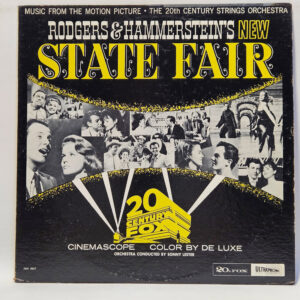 MUSIC FROM THE MOTION PICTURE • THE 20th CENTURY STRINGS ORCHESTRA
RODGERS & HAMMERSTEIN'S NEW
STATE FAIR
20
CENTURY
FOX
CINEMASCOPE COLOR BY DE LUXE
ORCHESTRA CONDUCTED BY SONNY LESTER
20th FOX